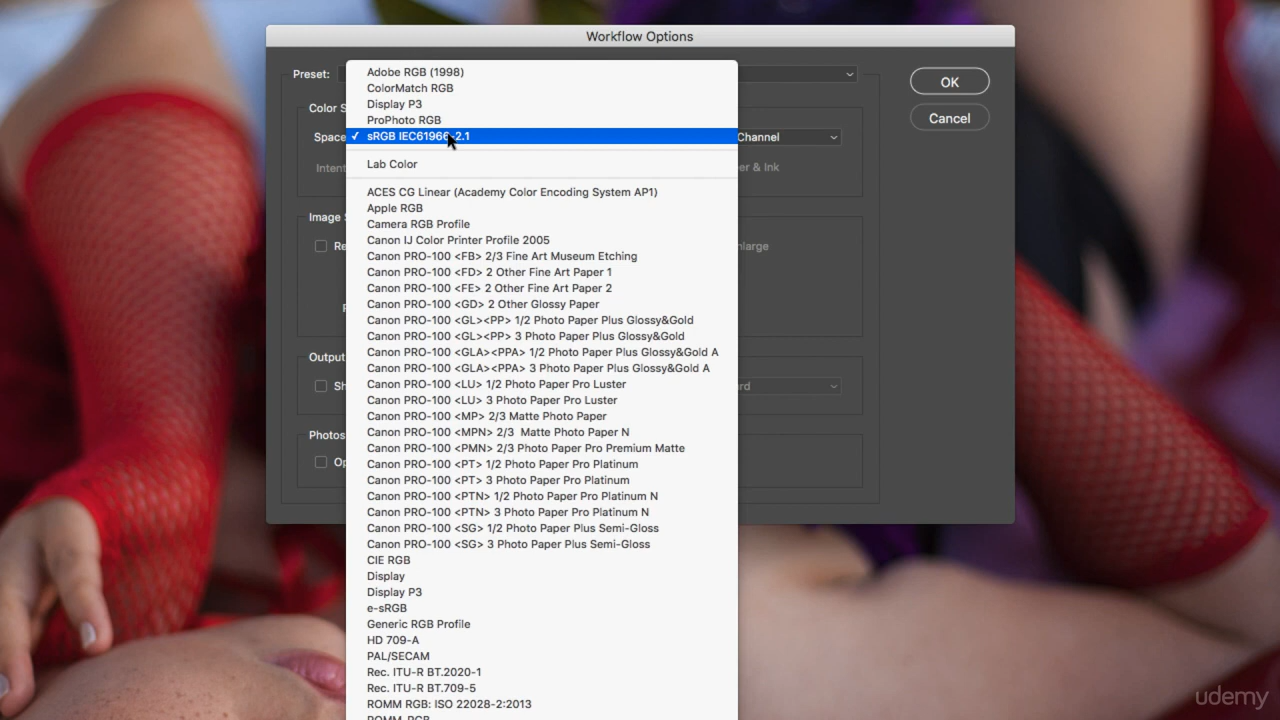 Workflow Options
Preset:
OK
Cancel
Color S
Space
Channel
Intent
er & Ink
Image S
Re
nlarge
R
Output
Sh
rd
Photos
Op
Adobe RGB (1998)
ColorMatch RGB
Display P3
ProPhoto RGB
✓ sRGB IEC61966-2.1
Lab Color
ACES CG Linear (Academy Color Encoding System AP1)
Apple RGB
Camera RGB Profile
Canon IJ Color Printer Profile 2005
Canon PRO-100 <FB> 2/3 Fine Art Museum Etching
Canon PRO-100 <FD> 2 Other Fine Art Paper 1
Canon PRO-100 <FE> 2 Other Fine Art Paper 2
Canon PRO-100 <GD> 2 Other Glossy Paper
Canon PRO-100 <GL><PP> 1/2 Photo Paper Plus Glossy&Gold
Canon PRO-100 <GL><PP> 3 Photo Paper Plus Glossy&Gold
Canon PRO-100 <GLA><PPA> 1/2 Photo Paper Plus Glossy&Gold A
Canon PRO-100 <GLA><PPA> 3 Photo Paper Plus Glossy&Gold A
Canon PRO-100 <LU> 1/2 Photo Paper Pro Luster
Canon PRO-100 <LU> 3 Photo Paper Pro Luster
Canon PRO-100 <MP> 2/3 Matte Photo Paper
Canon PRO-100 <MPN> 2/3  Matte Photo Paper N
Canon PRO-100 <PMN> 2/3 Photo Paper Pro Premium Matte
Canon PRO-100 <PT> 1/2 Photo Paper Pro Platinum
Canon PRO-100 <PT> 3 Photo Paper Pro Platinum
Canon PRO-100 <PTN> 1/2 Photo Paper Pro Platinum N
Canon PRO-100 <PTN> 3 Photo Paper Pro Platinum N
Canon PRO-100 <SG> 1/2 Photo Paper Plus Semi-Gloss
Canon PRO-100 <SG> 3 Photo Paper Plus Semi-Gloss
CIE RGB
Display
Display P3
e-sRGB
Generic RGB Profile
HD 709-A
PAL/SECAM
Rec. ITU-R BT.2020-1
Rec. ITU-R BT.709-5
ROMM RGB: ISO 22028-2:2013
udemy